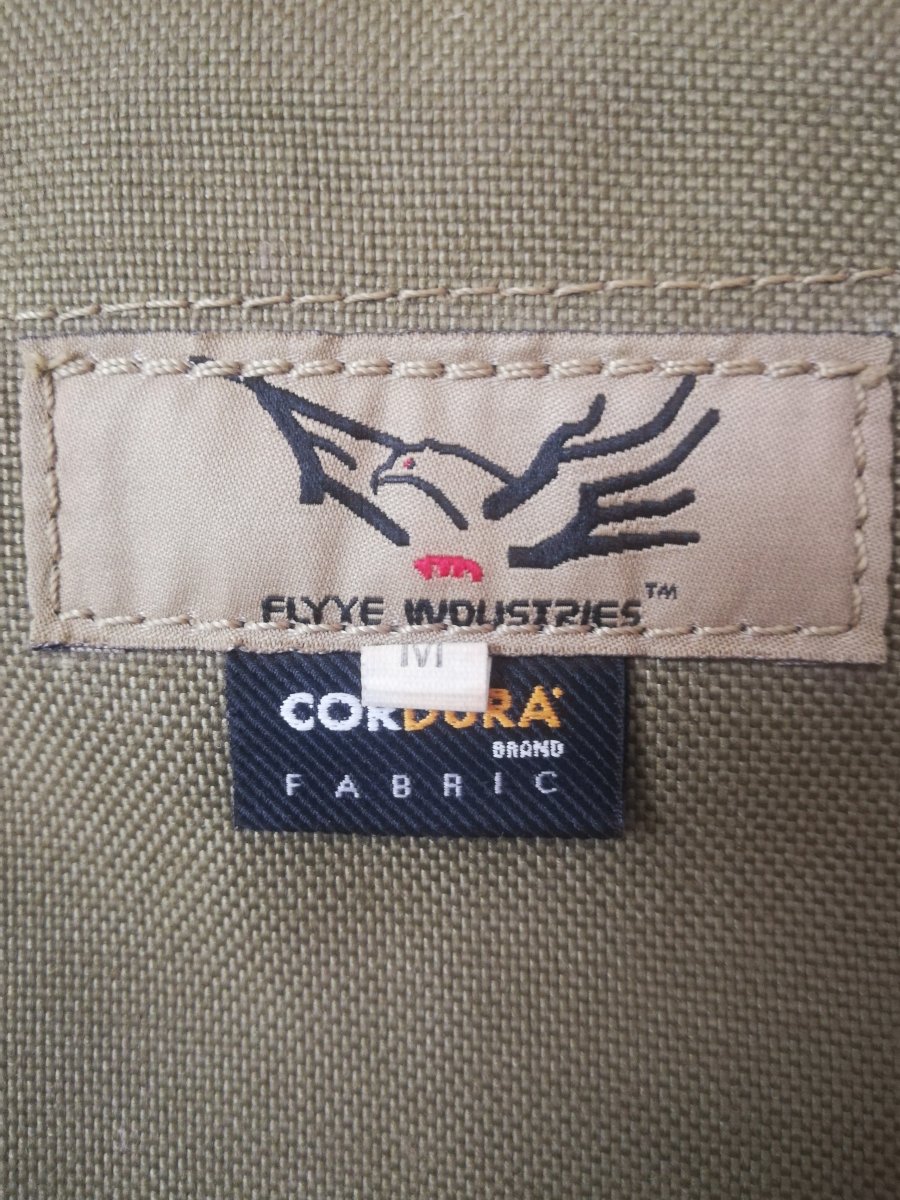 FLYYE INDUSTRIES™
M
CORDURA
BRAND
FABRIC